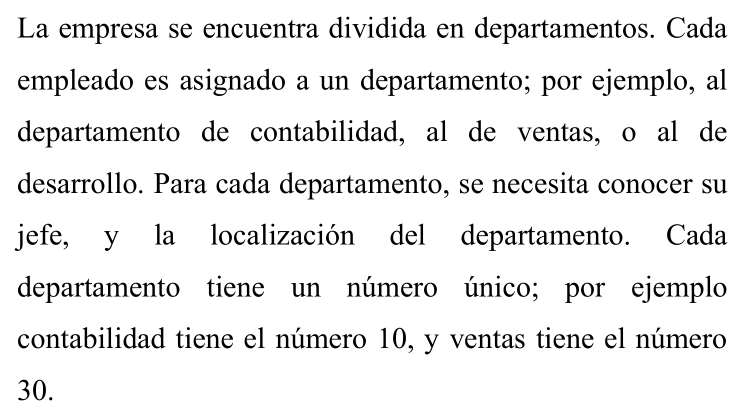 La empresa se encuentra dividida en departamentos. Cada
empleado es asignado a un departamento; por ejemplo, al
departamento de contabilidad, al de ventas, o al de
desarrollo. Para cada departamento, se necesita conocer su
jefe, y la localización del departamento. Cada
departamento tiene un número único; por ejemplo
contabilidad tiene el número 10, y ventas tiene el número
30.